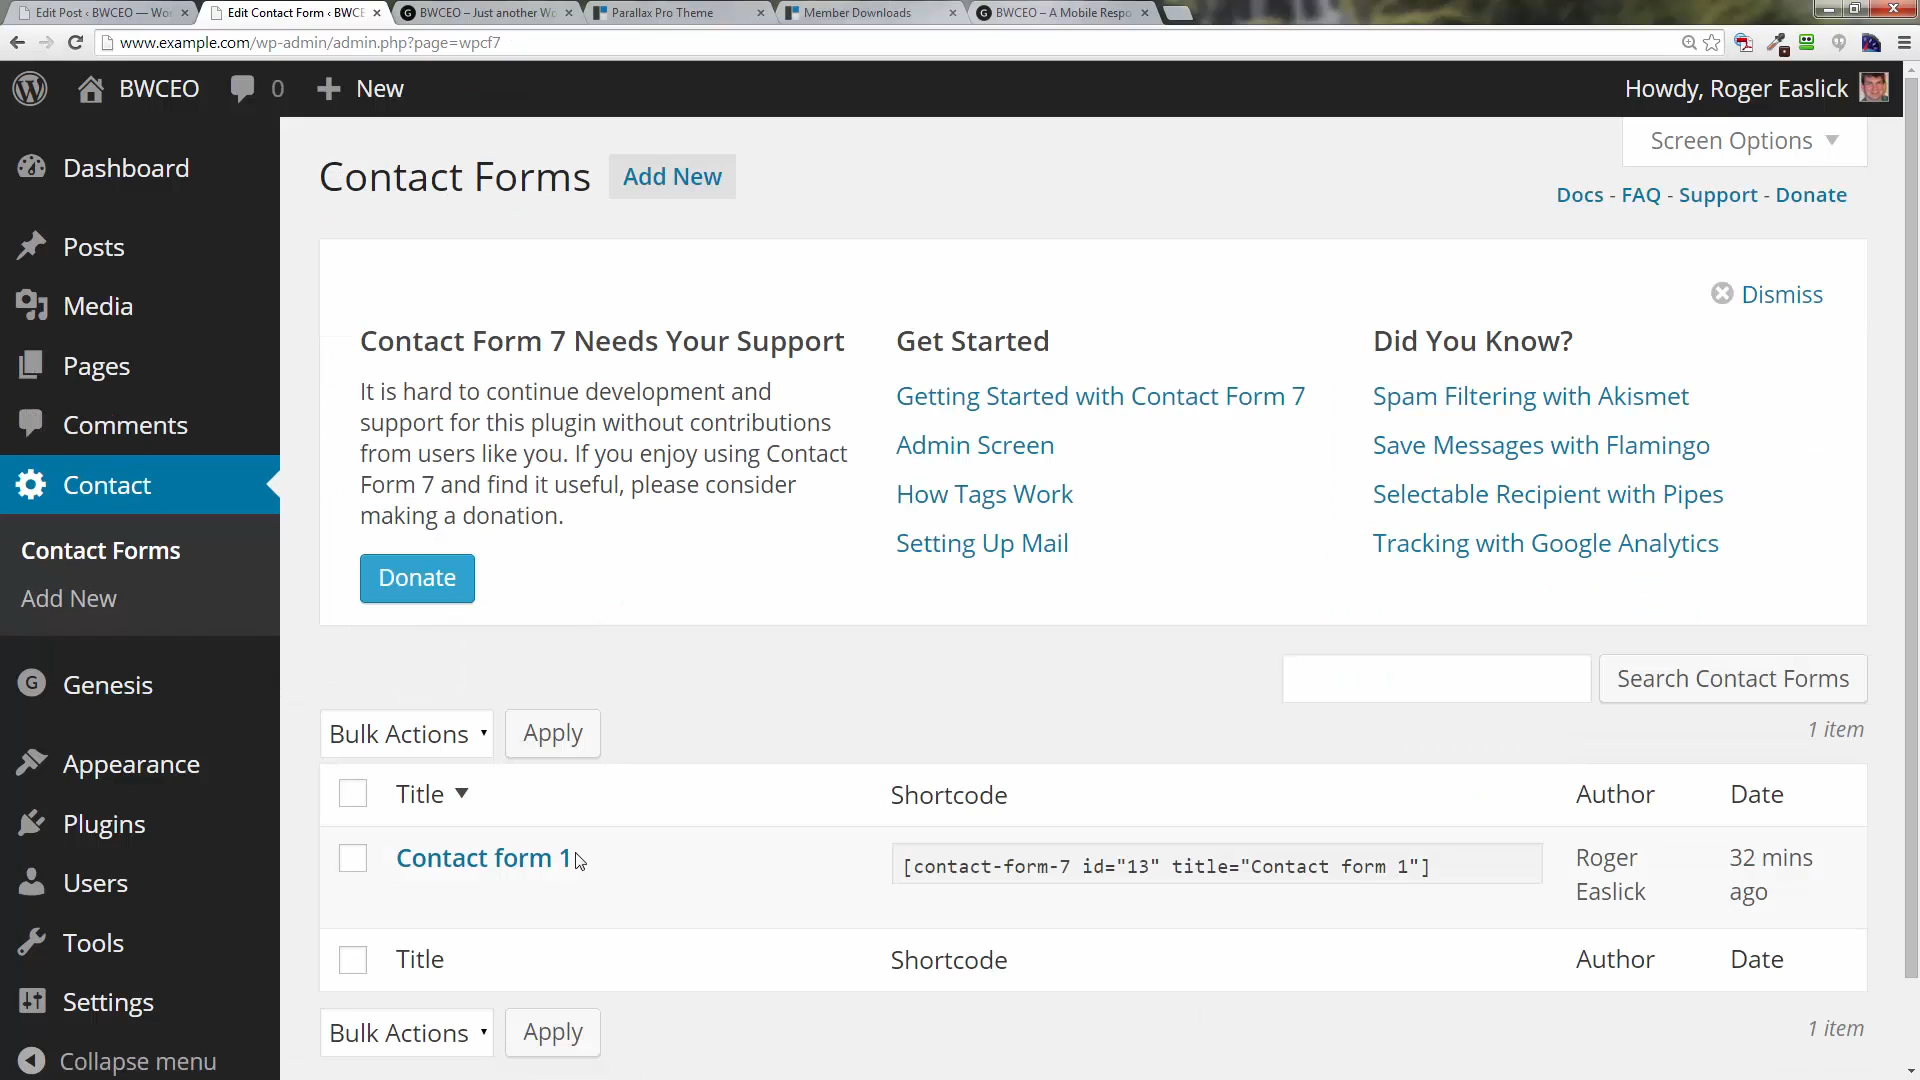 Edit Post ‹ BWCEO — Wo
Edit Contact Form ‹ BWCE
BWCEO – Just another Wo
Parallax Pro Theme
Member Downloads
BWCEO – A Mobile Respo
www.example.com/wp-admin/admin.php?page=wpcf7
BWCEO
0
New
Howdy, Roger Easlick
Screen Options
Docs - FAQ - Support - Donate
Dashboard
Posts
Media
Pages
Comments
Contact
Contact Forms
Add New
Genesis
Appearance
Plugins
Users
Tools
Settings
Collapse menu
Contact Forms
Add New
Dismiss
Contact Form 7 Needs Your Support
It is hard to continue development and
support for this plugin without contributions
from users like you. If you enjoy using Contact
Form 7 and find it useful, please consider
making a donation.
Donate
Get Started
Getting Started with Contact Form 7
Admin Screen
How Tags Work
Setting Up Mail
Did You Know?
Spam Filtering with Akismet
Save Messages with Flamingo
Selectable Recipient with Pipes
Tracking with Google Analytics
Search Contact Forms
Bulk Actions
Apply
1 item
Title
Shortcode
Author
Date
Contact form 1
[contact-form-7 id="13" title="Contact form 1"]
Roger
Easlick
32 mins
ago
Title
Shortcode
Author
Date
Bulk Actions
Apply
1 item